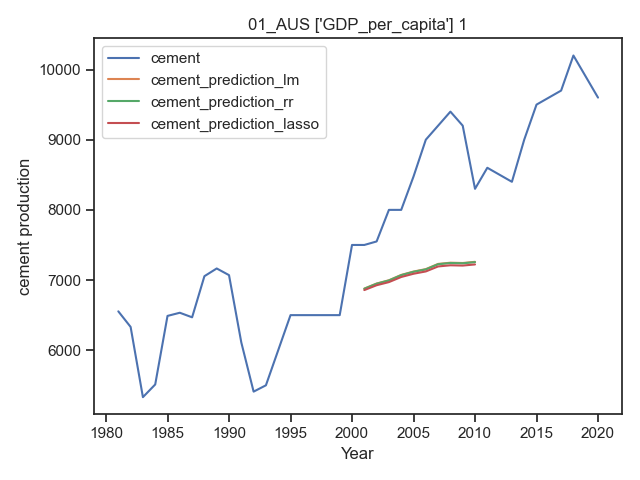 01_AUS ['GDP_per_capita'] 1
cement
cement_prediction_lm
cement_prediction_rr
cement_prediction_lasso
cement production
10000
9000
8000
7000
6000
1980 1985 1990 1995 2000 2005 2010 2015 2020
Year